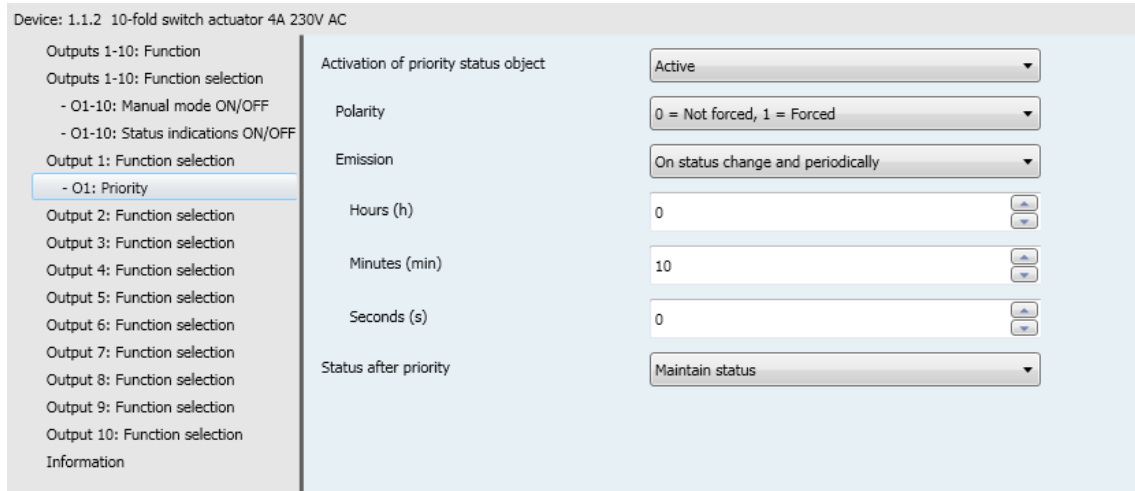 Device: 1.1.2 10-fold switch actuator 4A 230V AC
Outputs 1-10: Function
Outputs 1-10: Function selection
- O1-10: Manual mode ON/OFF
- O1-10: Status indications ON/OFF
Output 1: Function selection
- O1: Priority
Output 2: Function selection
Output 3: Function selection
Output 4: Function selection
Output 5: Function selection
Output 6: Function selection
Output 7: Function selection
Output 8: Function selection
Output 9: Function selection
Output 10: Function selection
Information
Activation of priority status object Active
Polarity 0 = Not forced, 1 = Forced
Emission On status change and periodically
Hours (h) 0
Minutes (min) 10
Seconds (s) 0
Status after priority Maintain status